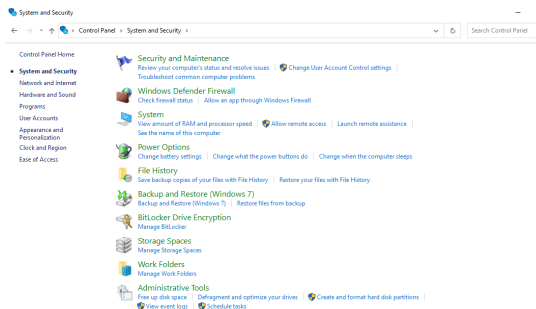 System and Security
Control Panel > System and Security >
Search Control Panel
Control Panel Home
System and Security
Network and Internet
Hardware and Sound
Programs
User Accounts
Appearance and
Personalization
Clock and Region
Ease of Access
Security and Maintenance
Review your computer's status and resolve issues | Change User Account Control settings |
Troubleshoot common computer problems
Windows Defender Firewall
Check firewall status | Allow an app through Windows Firewall
System
View amount of RAM and processor speed | Allow remote access | Launch remote assistance |
See the name of this computer
Power Options
Change battery settings | Change what the power buttons do | Change when the computer sleeps
File History
Save backup copies of your files with File History | Restore your files with File History
Backup and Restore (Windows 7)
Backup and Restore (Windows 7) | Restore files from backup
BitLocker Drive Encryption
Manage BitLocker
Storage Spaces
Manage Storage Spaces
Work Folders
Manage Work Folders
Administrative Tools
Free up disk space | Defragment and optimize your drives | Create and format hard disk partitions |
View event logs | Schedule tasks